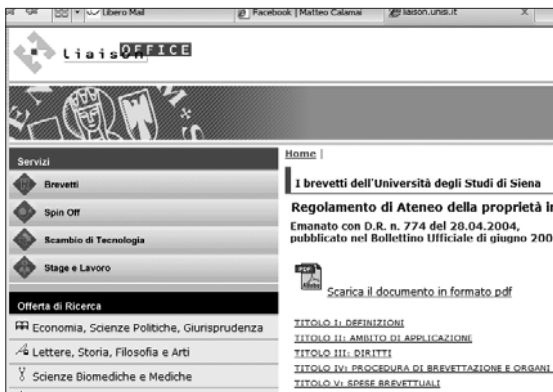 Libero Mail
Facebook | Matteo Calamai
liaison.unisi.it
X
Liaison OFFICE
Servizi
Brevetti
Spin Off
Scambio di Tecnologia
Stage e Lavoro
Offerta di Ricerca
Economia, Scienze Politiche, Giurisprudenza
Lettere, Storia, Filosofia e Arti
Scienze Biomediche e Mediche
Home |
I brevetti dell'Università degli Studi di Siena
Regolamento di Ateneo della proprietà in
Emanato con D.R. n. 774 del 28.04.2004,
pubblicato nel Bollettino Ufficiale di giugno 200
PDF
Adobe
Scarica il documento in formato pdf
TITOLO I: DEFINIZIONI
TITOLO II: AMBITO DI APPLICAZIONE
TITOLO III: DIRITTI
TITOLO IV: PROCEDURA DI BREVETTAZIONE E ORGANI
TITOLO V: SPESE BREVETTUALI